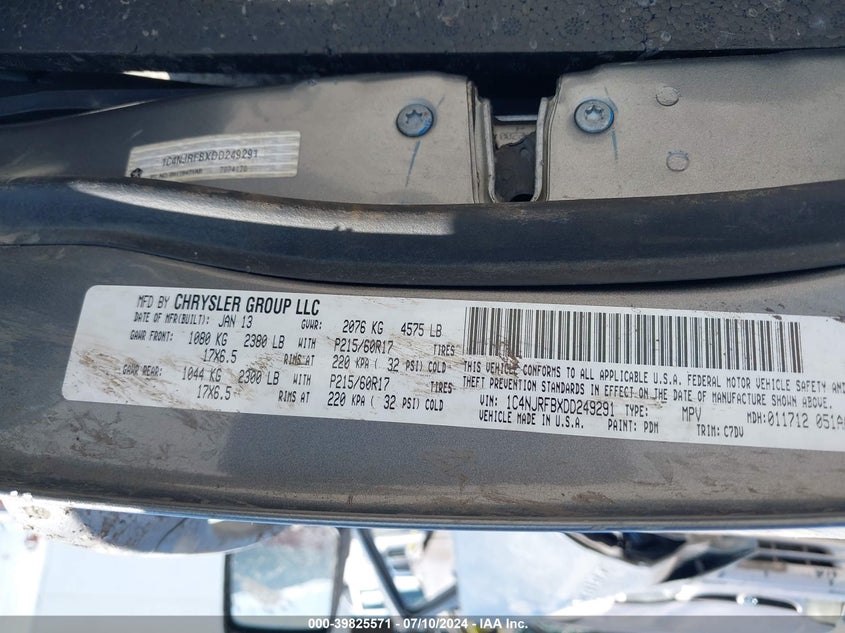 1C4NJRFBXDD249291
7074170
MFD BY CHRYSLER GROUP LLC
DATE OF MFR(BUILT): JAN 13 GVWR: 2076 KG 4575 LB
GAWR FRONT: 1080 KG 2380 LB WITH P215/60R17 TIRES
17X6.5 RIMS AT 220 KPA ( 32 PSI) COLD
GAWR REAR: 1044 KG 2300 LB WITH P215/60R17 TIRES
17X6.5 RIMS AT 220 KPA ( 32 PSI) COLD
THIS VEHICLE CONFORMS TO ALL APPLICABLE U.S.A. FEDERAL MOTOR VEHICLE SAFETY AND
THEFT PREVENTION STANDARDS IN EFFECT ON THE DATE OF MANUFACTURE SHOWN ABOVE.
VIN: 1C4NJRFBXDD249291 TYPE: MPV MDH:011712 051A
VEHICLE MADE IN U.S.A. PAINT: PDM TRIM: C7DV
000-39825571 - 07/10/2024 - IAA Inc.